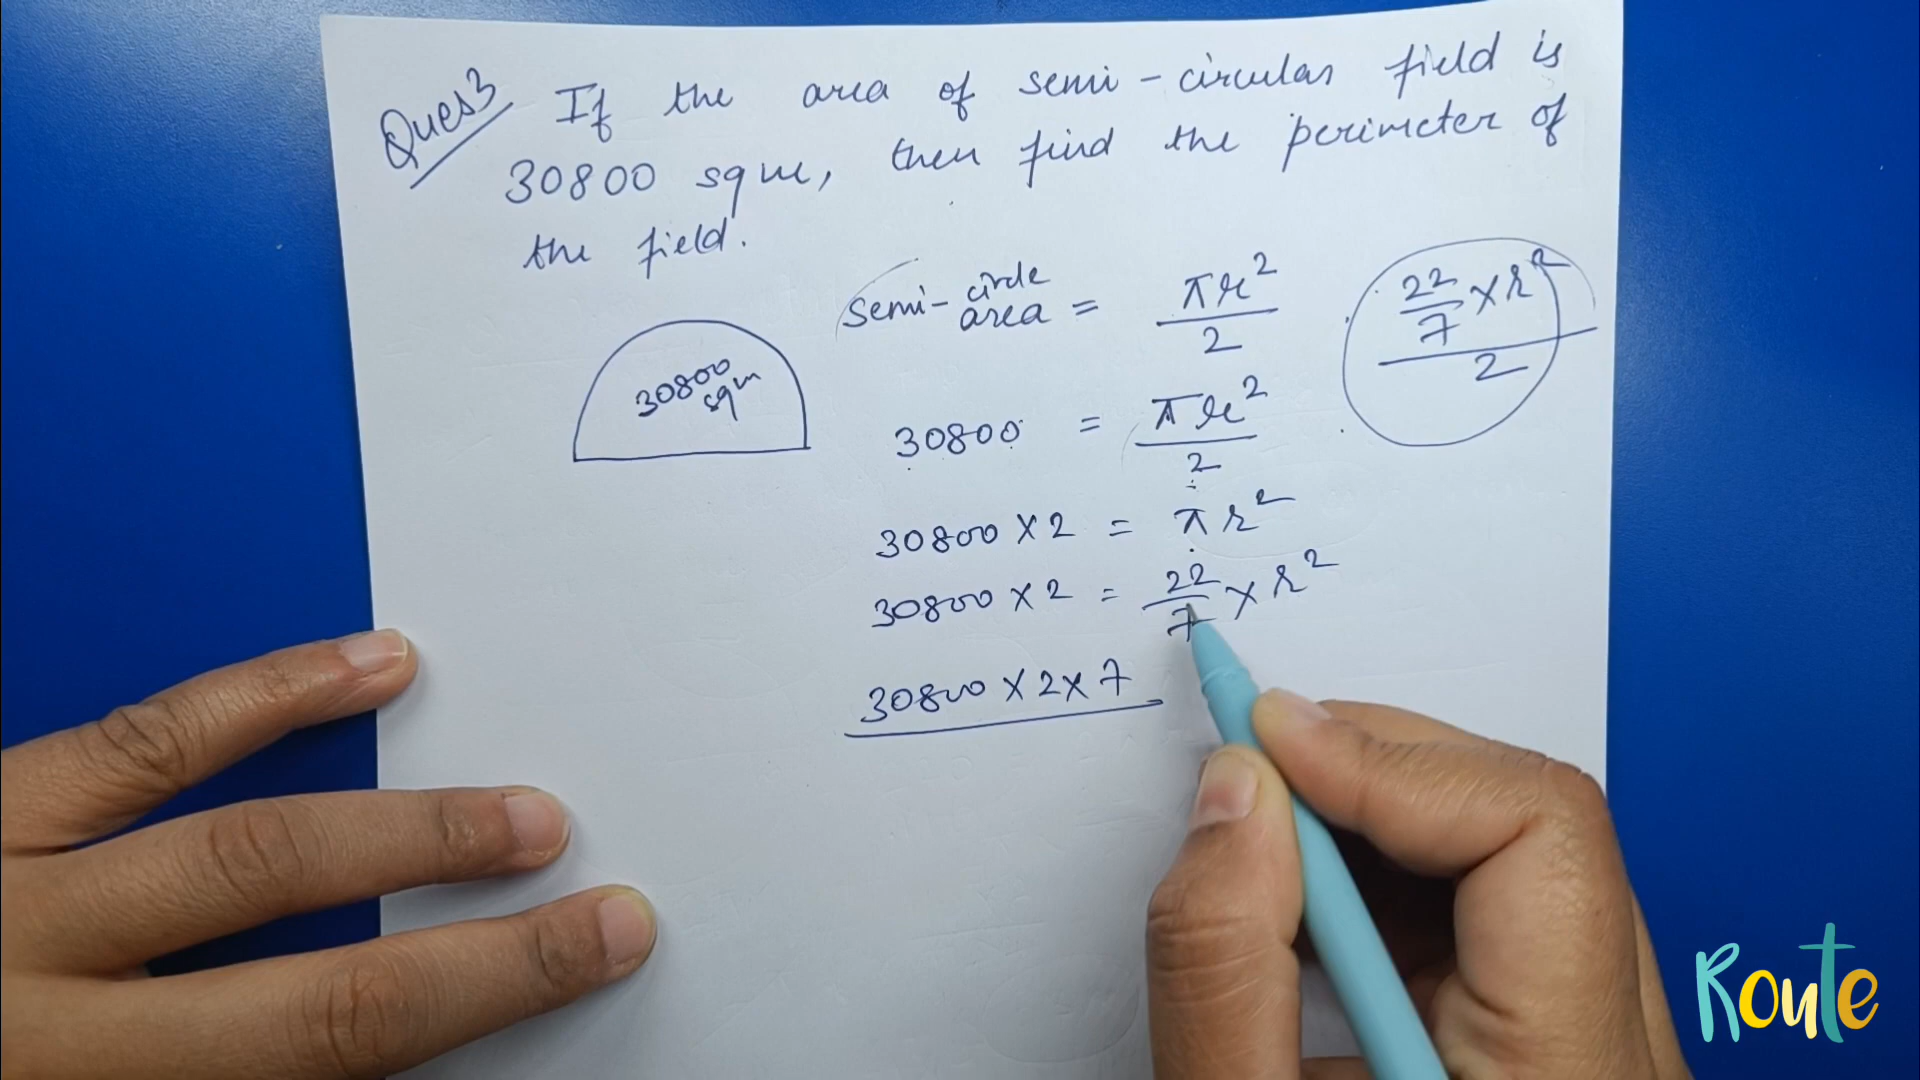 Ques3 If the area of semi-circular field is
30800 sqm, then find the perimeter of
the field.
30800
sqm
Semi-circle area = πr²/2
22/7 × r²
2
30800 = πr²/2
30800 × 2 = πr²
30800 × 2 = 22/7 × r²
30800 × 2 × 7
Route